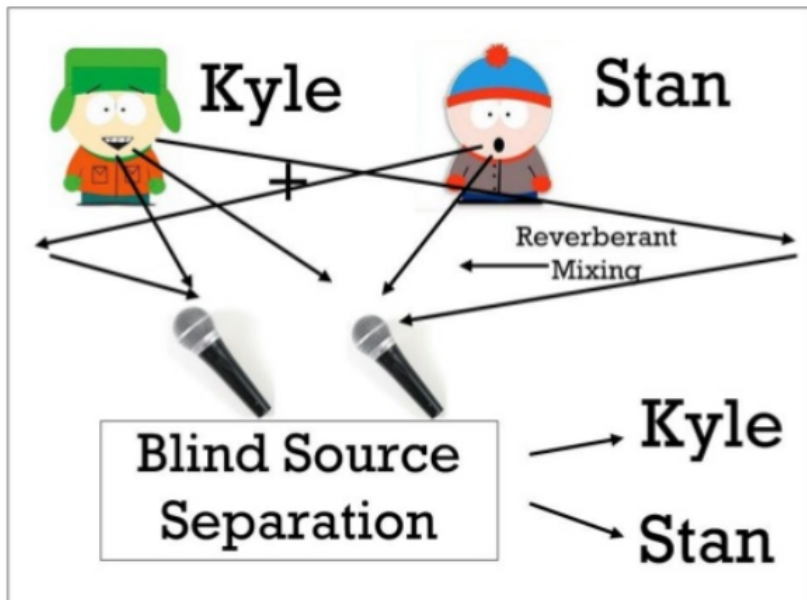 Kyle
Stan
+
Reverberant
Mixing
Blind Source
Separation
Kyle
Stan